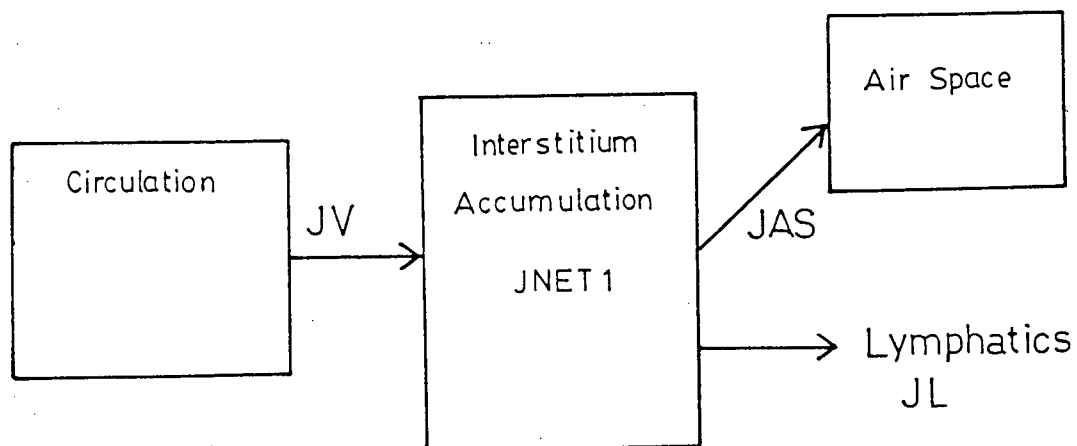 Circulation
JV
Interstitium
Accumulation
JNET 1
Air Space
JAS
Lymphatics
JL